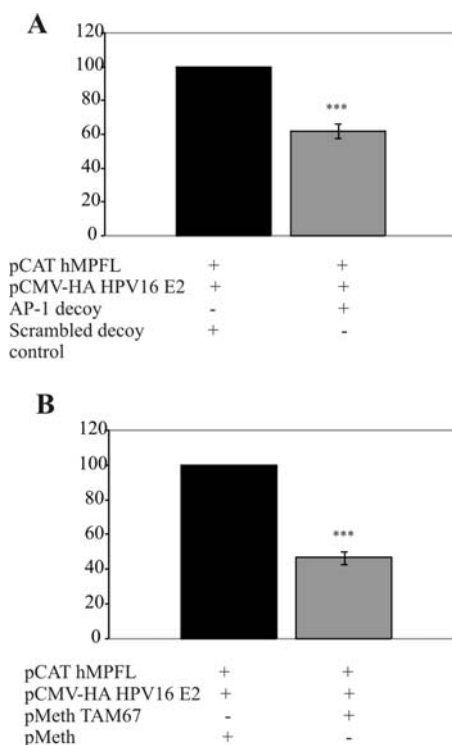 A
120
100
80
60
40
20
0
***
pCAT hMPFL + +
pCMV-HA HPV16 E2 + +
AP-1 decoy - +
Scrambled decoy + -
control
B
120
100
80
60
40
20
0
***
pCAT hMPFL + +
pCMV-HA HPV16 E2 + +
pMeth TAM67 - +
pMeth + -